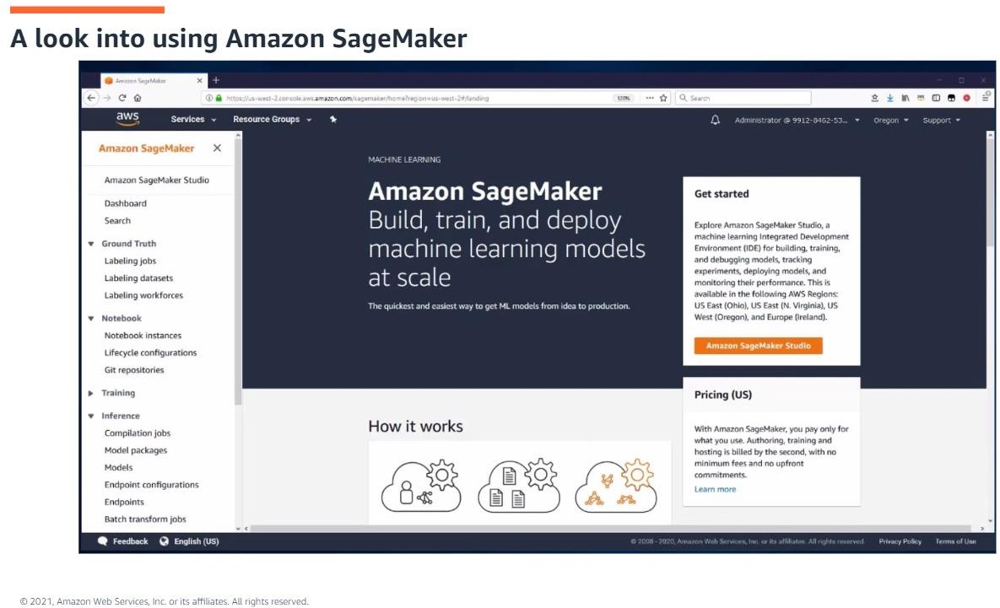 A look into using Amazon SageMaker
Amazon SageMaker
https://us-west-2.console.aws.amazon.com/sagemaker/home?region=us-west-2#/landing
120%
Search
aws
Services
Resource Groups
Administrator @ 9912-8462-53...
Oregon
Support
Amazon SageMaker
Amazon SageMaker Studio
Dashboard
Search
Ground Truth
Labeling jobs
Labeling datasets
Labeling workforces
Notebook
Notebook instances
Lifecycle configurations
Git repositories
Training
Inference
Compilation jobs
Model packages
Models
Endpoint configurations
Endpoints
Batch transform jobs
MACHINE LEARNING
Amazon SageMaker
Build, train, and deploy
machine learning models
at scale
The quickest and easiest way to get ML models from idea to production.
Get started
Explore Amazon SageMaker Studio, a
machine learning Integrated Development
Environment (IDE) for building, training,
and debugging models, tracking
experiments, deploying models, and
monitoring their performance. This is
available in the following AWS Regions:
US East (Ohio), US East (N. Virginia), US
West (Oregon), and Europe (Ireland).
Amazon SageMaker Studio
Pricing (US)
With Amazon SageMaker, you pay only for
what you use. Authoring, training and
hosting is billed by the second, with no
minimum fees and no upfront
commitments.
Learn more
How it works
Feedback
English (US)
© 2008 - 2020, Amazon Web Services, Inc. or its affiliates. All rights reserved.
Privacy Policy
Terms of Use
© 2021, Amazon Web Services, Inc. or its affiliates. All rights reserved.